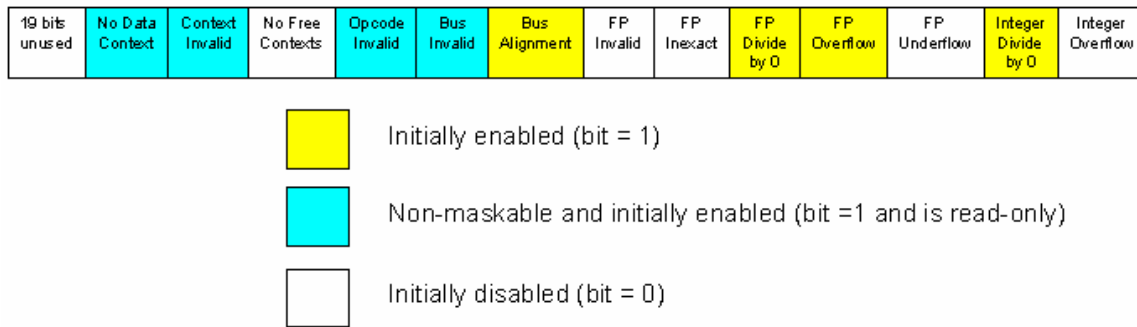 19 bits
unused
No Data
Context
Context
Invalid
No Free
Contexts
Opcode
Invalid
Bus
Invalid
Bus
Alignment
FP
Invalid
FP
Inexact
FP
Divide
by 0
FP
Overflow
FP
Underflow
Integer
Divide
by 0
Integer
Overflow
Initially enabled (bit = 1)
Non-maskable and initially enabled (bit =1 and is read-only)
Initially disabled (bit = 0)